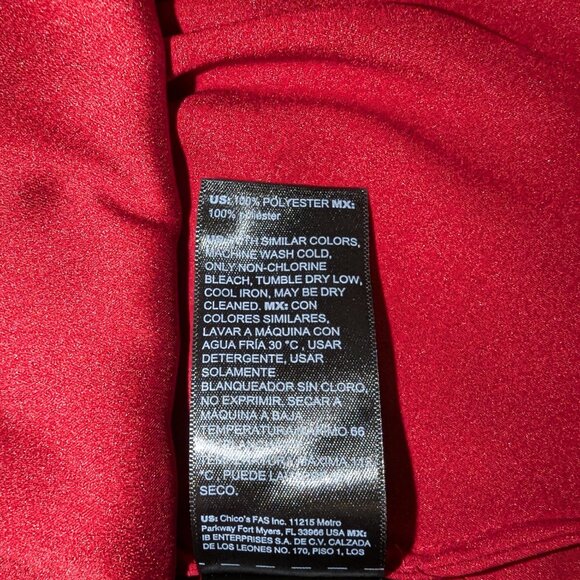 US: 100% POLYESTER MX:
100% poliéster
SIMILAR COLORS,
MACHINE WASH COLD,
ONLY NON-CHLORINE
BLEACH, TUMBLE DRY LOW,
COOL IRON, MAY BE DRY
CLEANED. MX: CON
COLORES SIMILARES,
LAVAR A MÁQUINA CON
AGUA FRÍA 30 °C , USAR
DETERGENTE, USAR
SOLAMENTE
BLANQUEADOR SIN CLORO,
NO EXPRIMIR. SECAR A
MÁQUINA A
TEMPERATURA 66
°C PUEDE
SECO.
US: Chico's FAS Inc. 11215 Metro
Parkway Fort Myers, FL 33966 USA MX:
IB ENTERPRISES S.A. DE C.V. CALZADA
DE LOS LEONES NO. 170, PISO 1, LOS